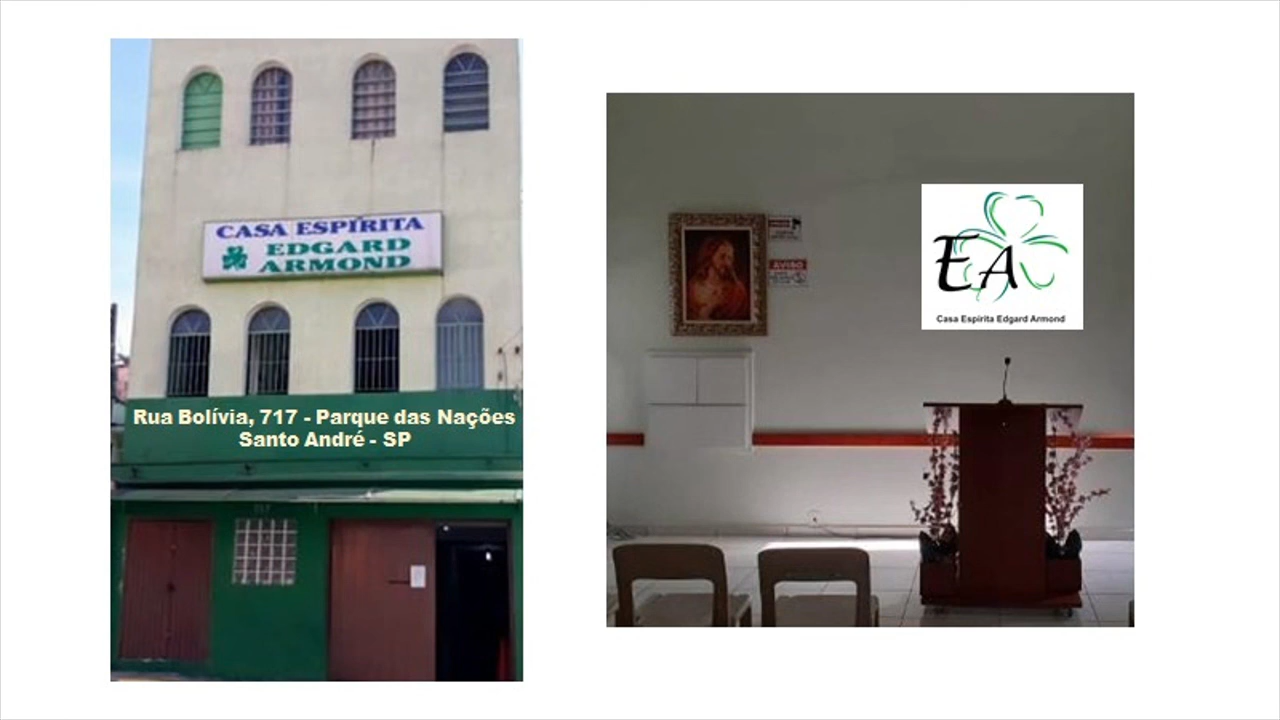 CASA ESPÍRITA
EDGARD
ARMOND
Rua Bolívia, 717 - Parque das Nações
Santo André - SP
717
AVISO
EA
Casa Espírita Edgard Armond